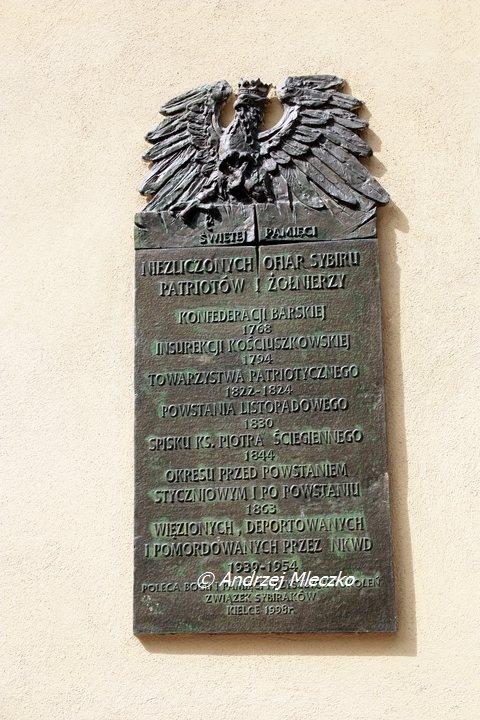 ŚWIĘTEJ PAMIĘCI
NIEZLICZONYCH OFIAR SYBIRU
PATRIOTÓW I ŻOŁNIERZY
KONFEDERACJI BARSKIEJ
1768
INSUREKCJI KOŚCIUSZKOWSKIEJ
1794
TOWARZYSTWA PATRIOTYCZNEGO
1822-1824
POWSTANIA LISTOPADOWEGO
1830
SPISKU KS. PIOTRA ŚCIEGIENNEGO
1844
OKRESU PRZED POWSTANIEM
STYCZNIOWYM I PO POWSTANIU
1863
WIĘZIONYCH, DEPORTOWANYCH
I POMORDOWANYCH PRZEZ NKWD
1939-1954
© Andrzej Mleczko
POLECA I PAMIĘCI
ZWIĄZEK SYBIRAKÓW
KIELCE 1998r.